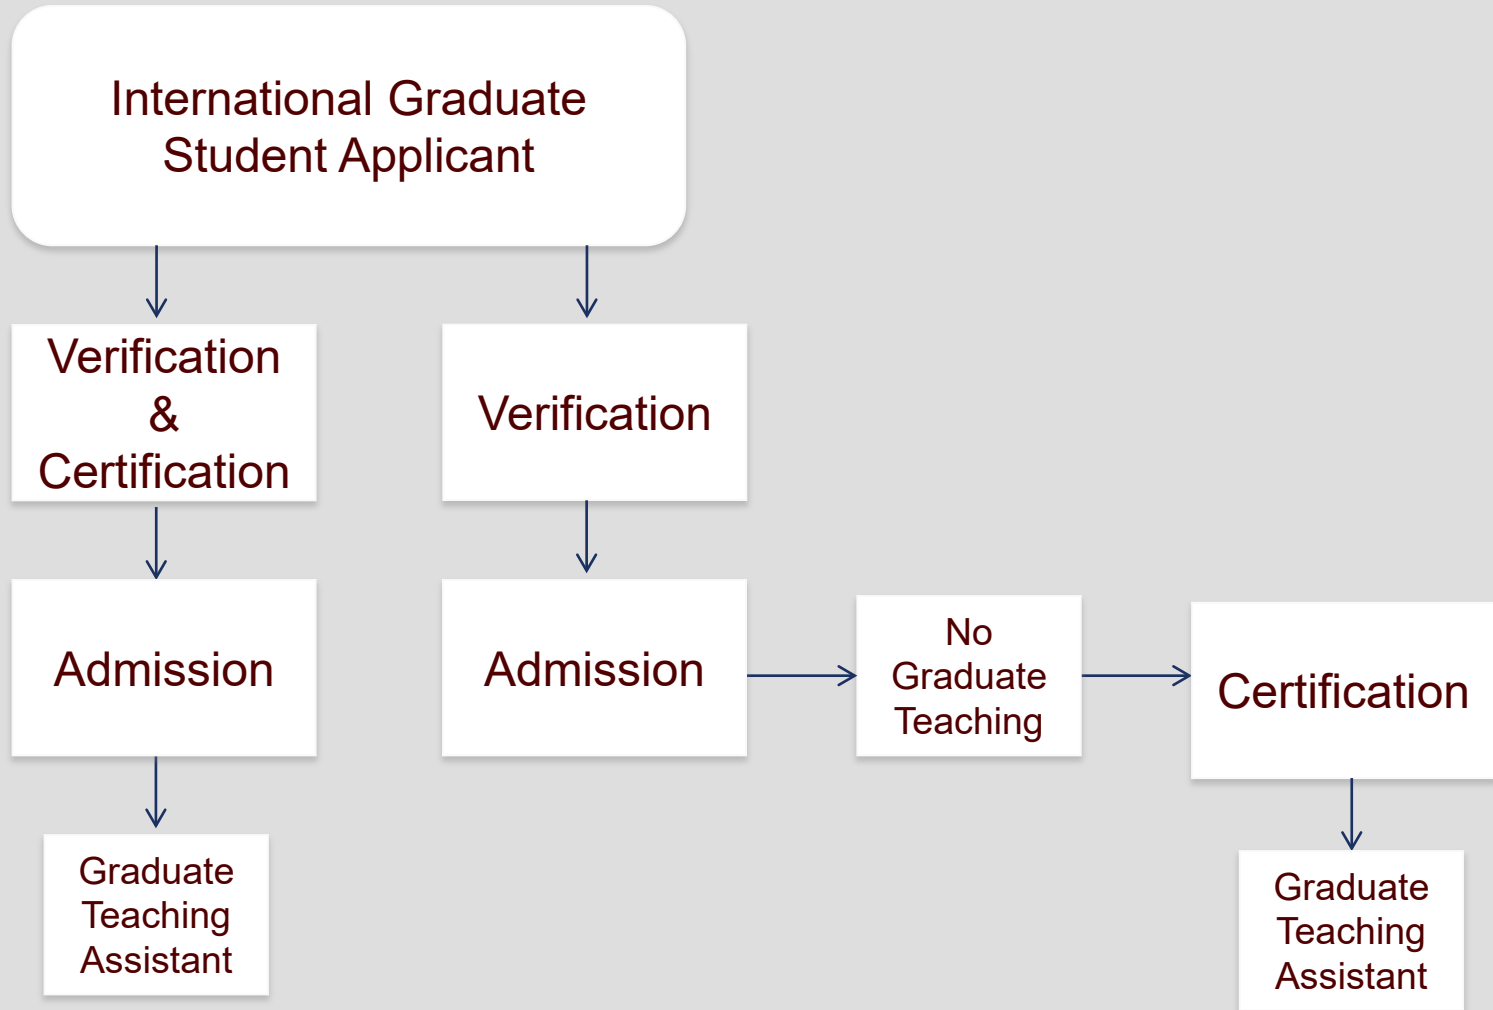 International Graduate
Student Applicant
Verification
&
Certification
Verification
Admission
Admission
No
Graduate
Teaching
Certification
Graduate
Teaching
Assistant
Graduate
Teaching
Assistant